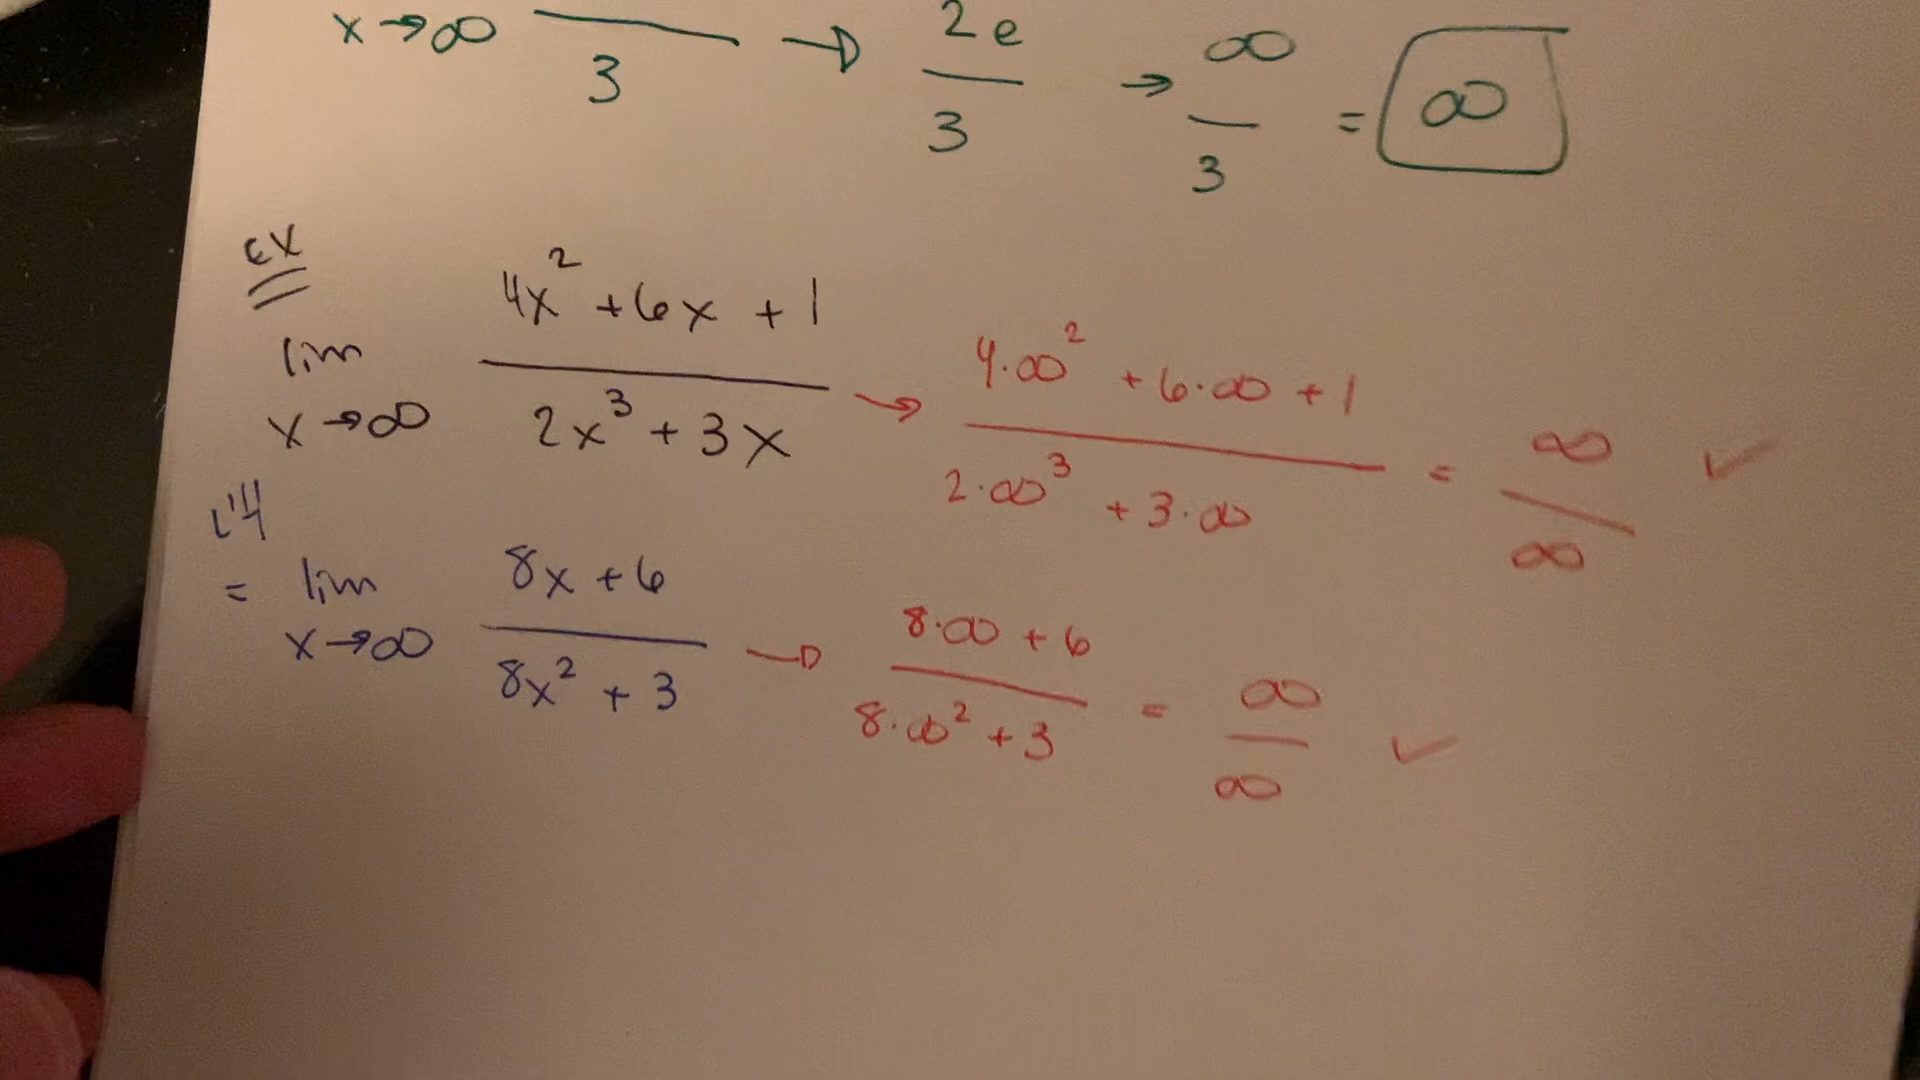 x → ∞ 3 → 2e / 3 → ∞ / 3 = ∞
ex
lim x → ∞ (4x² + 6x + 1) / (2x³ + 3x) → (4·∞² + 6·∞ + 1) / (2·∞³ + 3·∞) = ∞ / ∞ ✓
L'H
= lim x → ∞ (8x + 6) / (8x² + 3) → (8·∞ + 6) / (8·∞² + 3) = ∞ / ∞ ✓